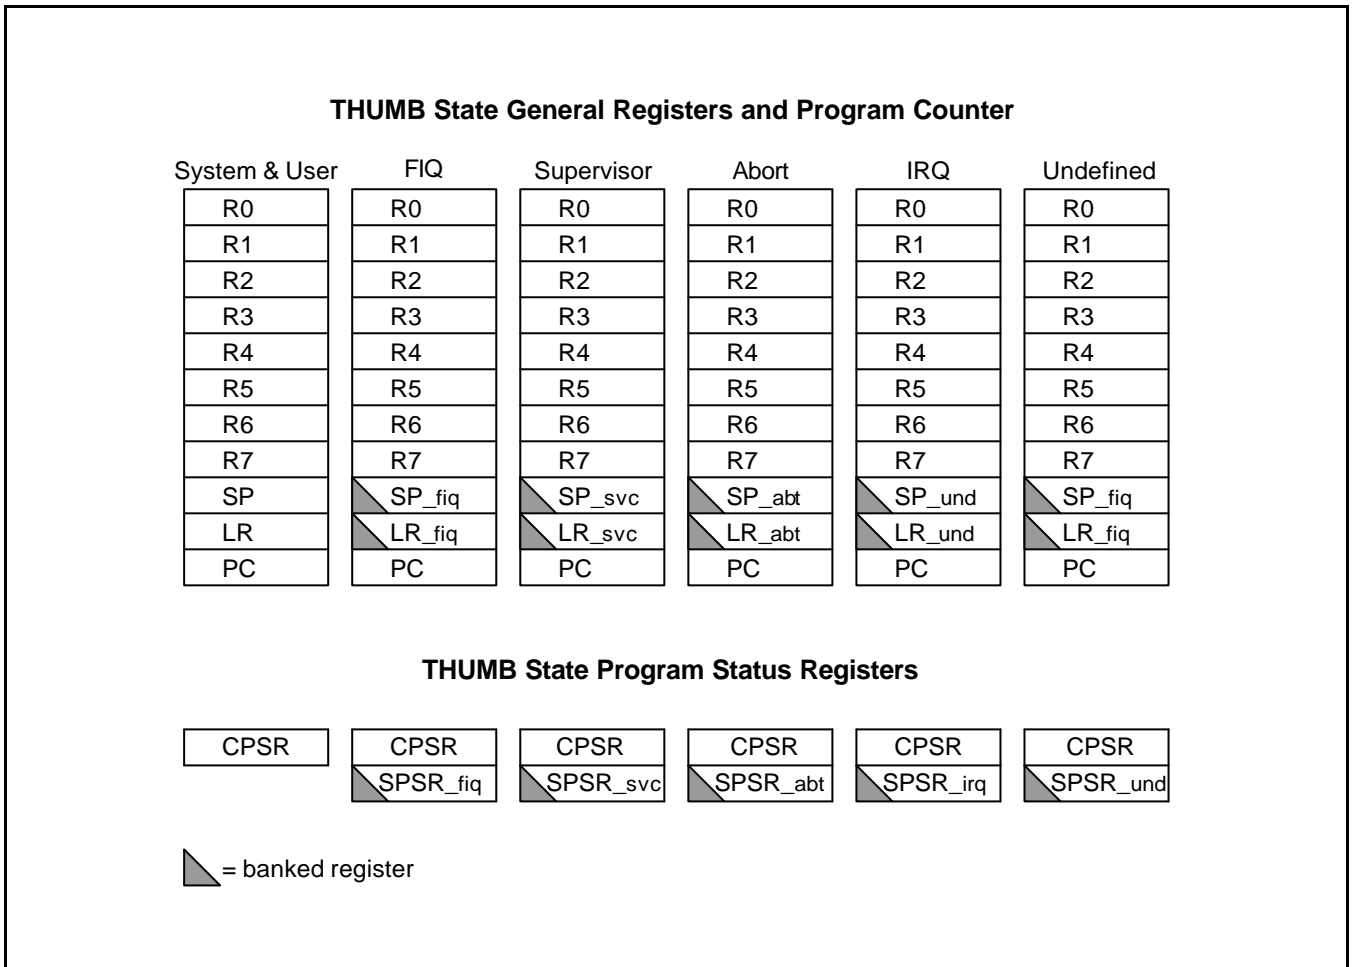 THUMB State General Registers and Program Counter
System & User FIQ Supervisor Abort IRQ Undefined
R0 R0 R0 R0 R0 R0
R1 R1 R1 R1 R1 R1
R2 R2 R2 R2 R2 R2
R3 R3 R3 R3 R3 R3
R4 R4 R4 R4 R4 R4
R5 R5 R5 R5 R5 R5
R6 R6 R6 R6 R6 R6
R7 R7 R7 R7 R7 R7
SP SP_fiq SP_svc SP_abt SP_und SP_fiq
LR LR_fiq LR_svc LR_abt LR_und LR_fiq
PC PC PC PC PC PC
THUMB State Program Status Registers
CPSR CPSR CPSR CPSR CPSR CPSR
SPSR_fiq SPSR_svc SPSR_abt SPSR_irq SPSR_und
= banked register